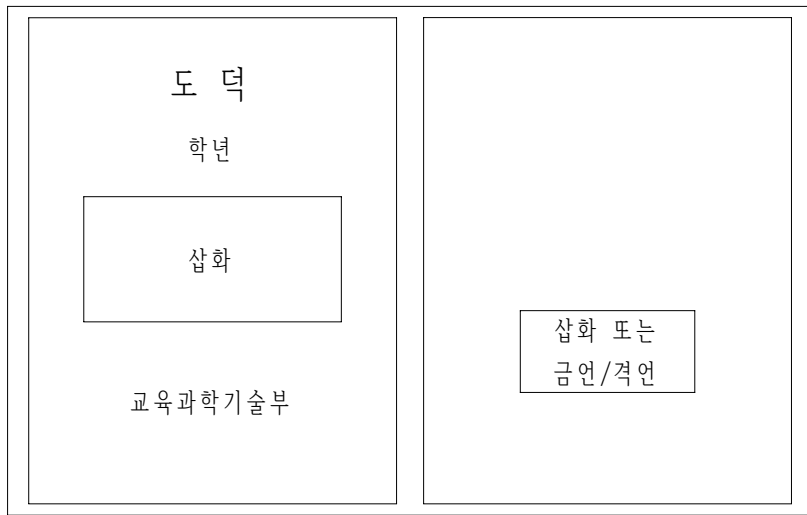 도 덕
학년
삽화
교육과학기술부
삽화 또는
금언/격언